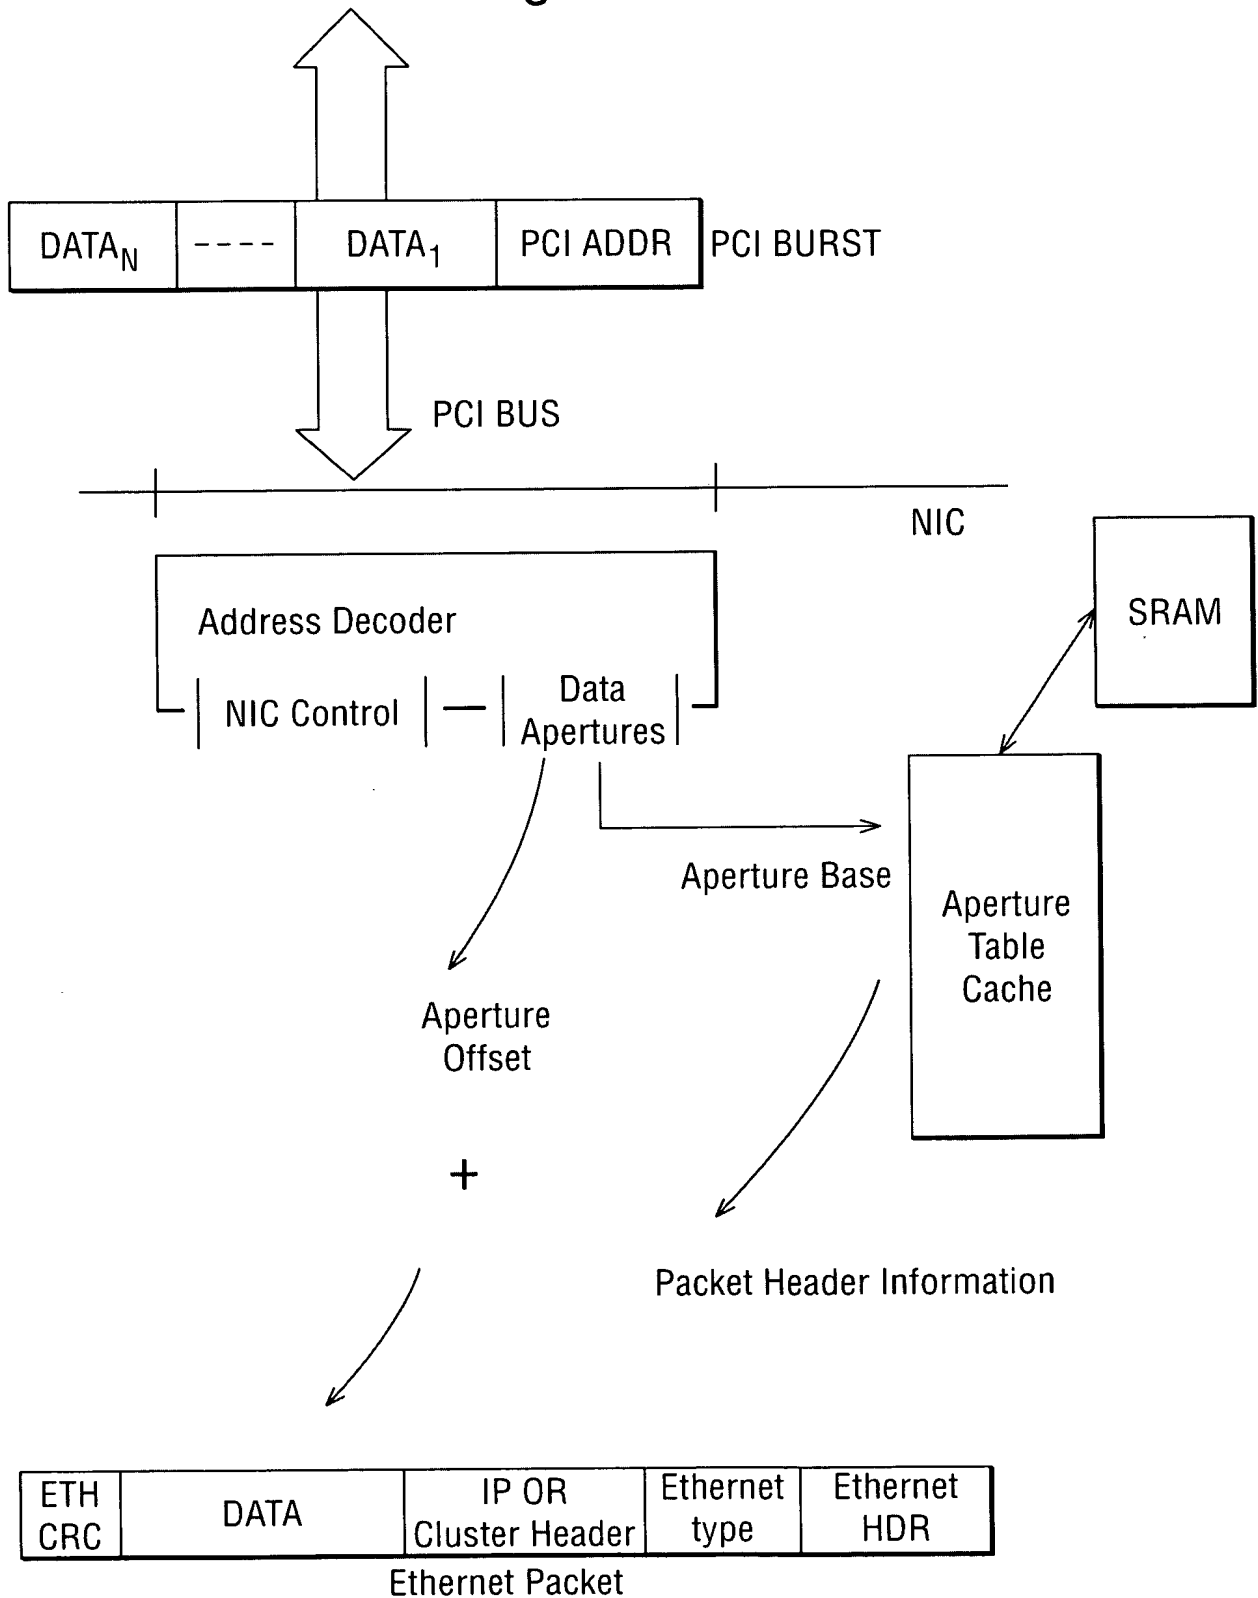 DATAN ---- DATA1 PCI ADDR PCI BURST
PCI BUS
NIC
SRAM
Address Decoder
NIC Control
Data
Apertures
Aperture Base
Aperture
Table
Cache
Aperture
Offset
+
Packet Header Information
ETH
CRC
DATA
IP OR
Cluster Header
Ethernet
type
Ethernet
HDR
Ethernet Packet